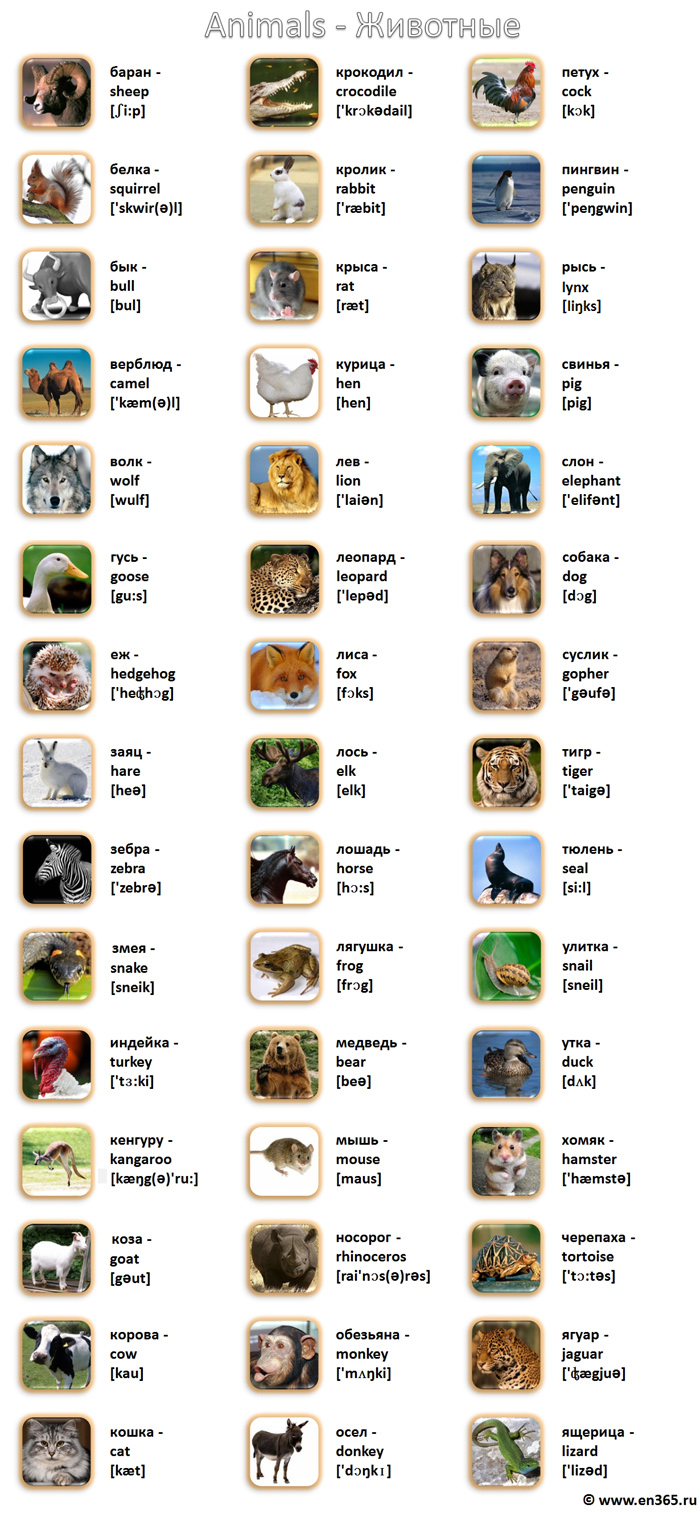 Animals - Животные
баран -
sheep
[ʃi:p]
белка -
squirrel
['skwir(ə)l]
бык -
bull
[bul]
верблюд -
camel
['kæm(ə)l]
волк -
wolf
[wulf]
гусь -
goose
[gu:s]
еж -
hedgehog
['heʤhɔg]
заяц -
hare
[heə]
зебра -
zebra
['zebrə]
змея -
snake
[sneik]
индейка -
turkey
['tɜ:ki]
кенгуру -
kangaroo
[kæŋg(ə)'ru:]
коза -
goat
[gəut]
корова -
cow
[kau]
кошка -
cat
[kæt]
крокодил -
crocodile
['krɔkədail]
кролик -
rabbit
['ræbit]
крыса -
rat
[ræt]
курица -
hen
[hen]
лев -
lion
['laiən]
леопард -
leopard
['lepəd]
лиса -
fox
[fɔks]
лось -
elk
[elk]
лошадь -
horse
[hɔ:s]
лягушка -
frog
[frɔg]
медведь -
bear
[beə]
мышь -
mouse
[maus]
носорог -
rhinoceros
[rai'nɔs(ə)rəs]
обезьяна -
monkey
['mʌŋki]
осел -
donkey
['dɔŋkɪ]
петух -
cock
[kɔk]
пингвин -
penguin
['peŋgwin]
рысь -
lynx
[liŋks]
свинья -
pig
[pig]
слон -
elephant
['elifənt]
собака -
dog
[dɔg]
суслик -
gopher
['gəufə]
тигр -
tiger
['taigə]
тюлень -
seal
[si:l]
улитка -
snail
[sneil]
утка -
duck
[dʌk]
хомяк -
hamster
['hæmstə]
черепаха -
tortoise
['tɔ:təs]
ягуар -
jaguar
['ʤægjuə]
ящерица -
lizard
['lizəd]
© www.en365.ru